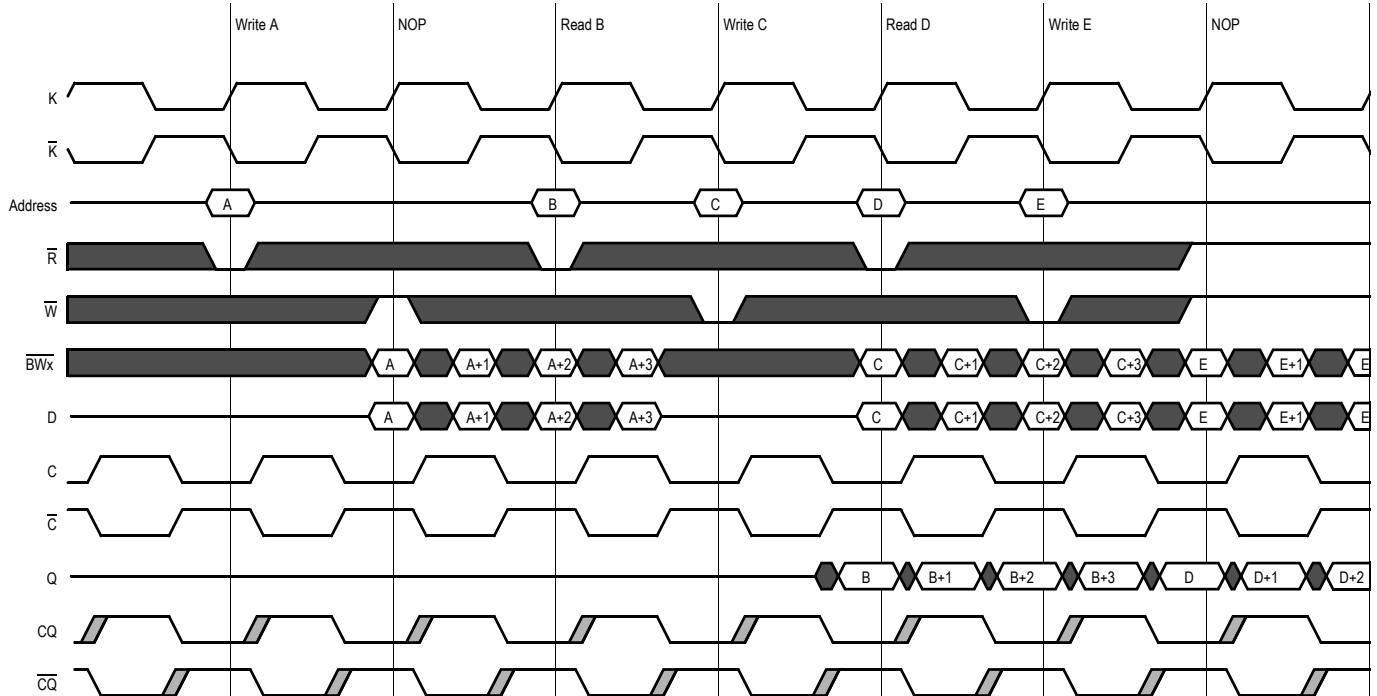 Write A NOP Read B Write C Read D Write E NOP
K
K
Address A B C D E
R
W
BWx A A+1 A+2 A+3 C C+1 C+2 C+3 E E+1 E
D A A+1 A+2 A+3 C C+1 C+2 C+3 E E+1 E
C
C
Q B B+1 B+2 B+3 D D+1 D+2
CQ
CQ